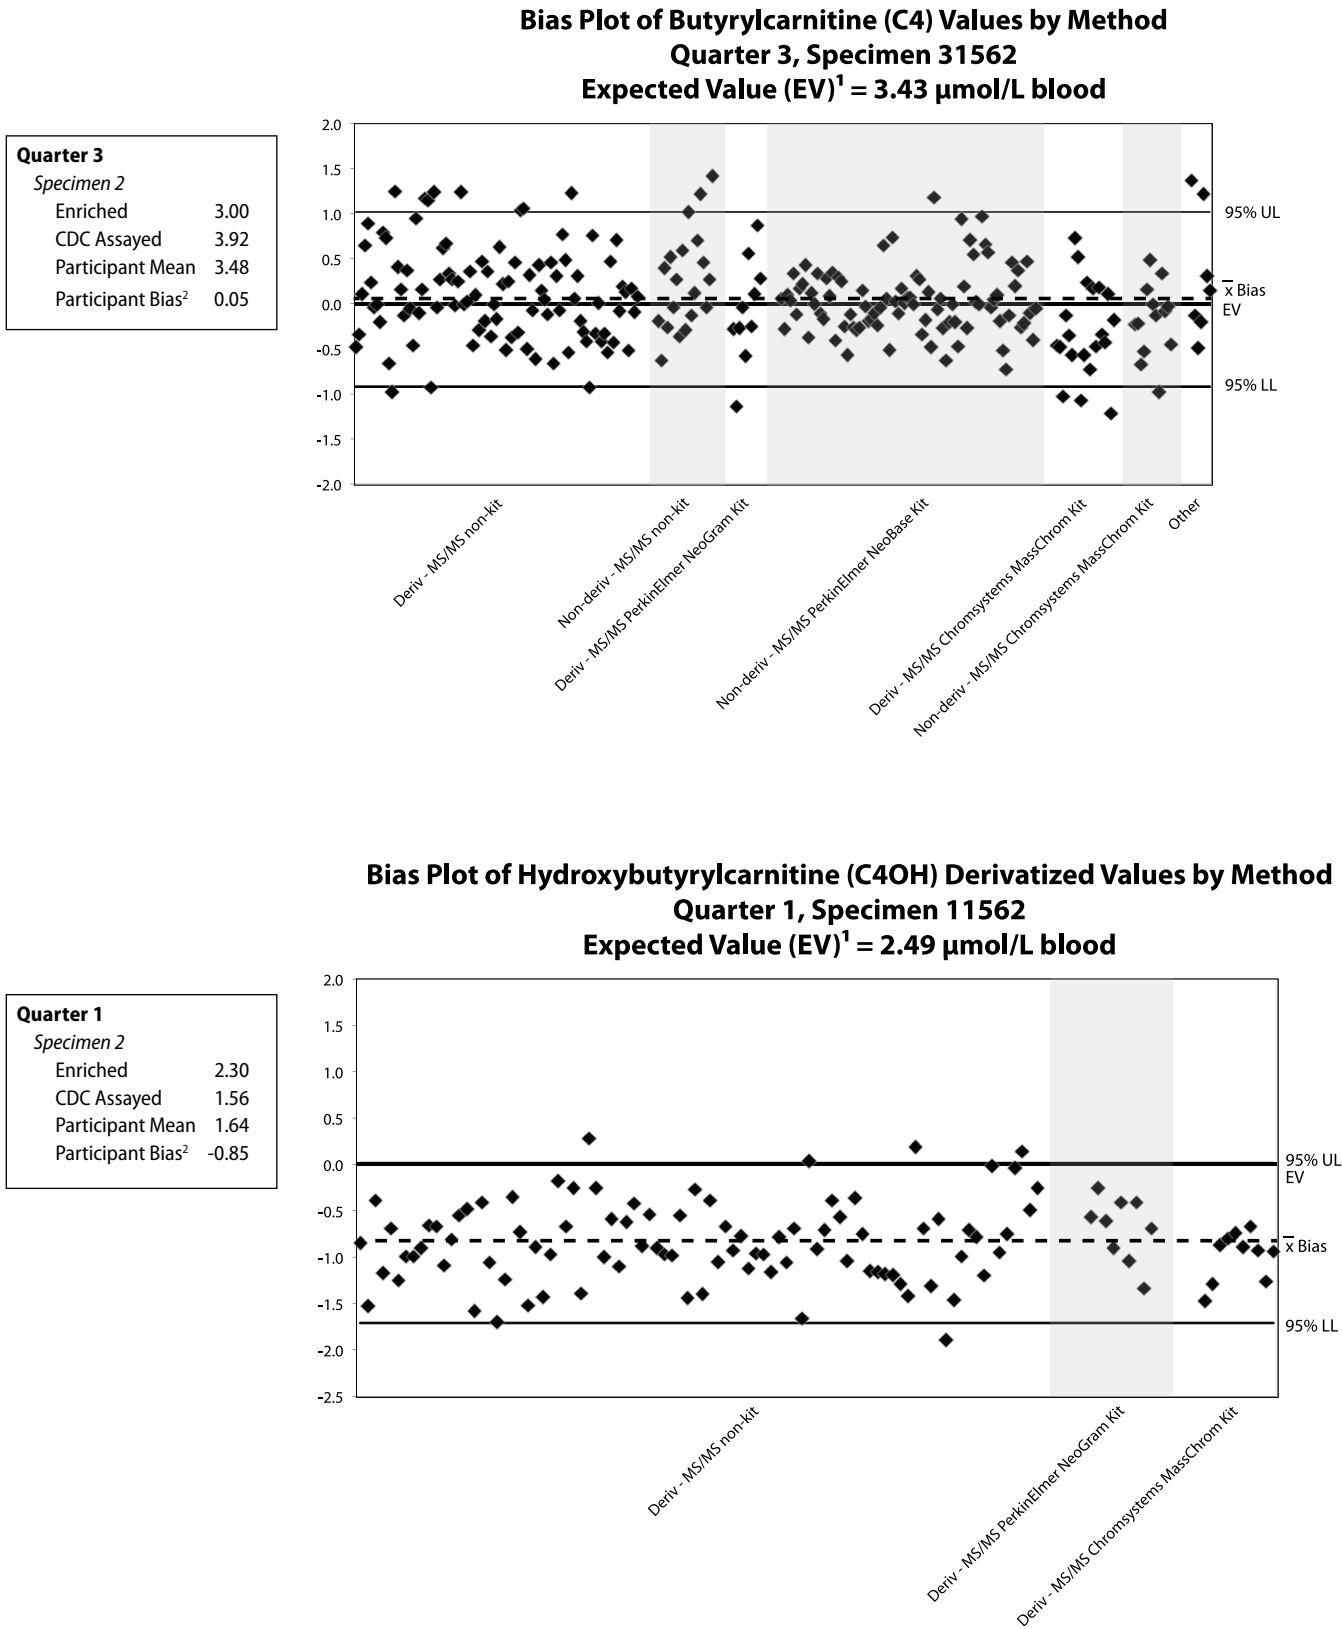 Bias Plot of Butyrylcarnitine (C4) Values by Method
Quarter 3, Specimen 31562
Expected Value (EV)¹ = 3.43 µmol/L blood
Quarter 3
Specimen 2
Enriched 3.00
CDC Assayed 3.92
Participant Mean 3.48
Participant Bias² 0.05
2.0
1.5
1.0
0.5
0.0
-0.5
-1.0
-1.5
-2.0
95% UL
x̄ Bias
EV
95% LL
Deriv - MS/MS non-kit
Non-deriv - MS/MS non-kit
Deriv - MS/MS PerkinElmer NeoGram Kit
Non-deriv - MS/MS PerkinElmer NeoBase Kit
Deriv - MS/MS Chromsystems MassChrom Kit
Non-deriv - MS/MS Chromsystems MassChrom Kit
Other
Bias Plot of Hydroxybutyrylcarnitine (C4OH) Derivatized Values by Method
Quarter 1, Specimen 11562
Expected Value (EV)¹ = 2.49 µmol/L blood
Quarter 1
Specimen 2
Enriched 2.30
CDC Assayed 1.56
Participant Mean 1.64
Participant Bias² -0.85
2.0
1.5
1.0
0.5
0.0
-0.5
-1.0
-1.5
-2.0
-2.5
95% UL
EV
x̄ Bias
95% LL
Deriv - MS/MS non-kit
Deriv - MS/MS PerkinElmer NeoGram Kit
Deriv - MS/MS Chromsystems MassChrom Kit